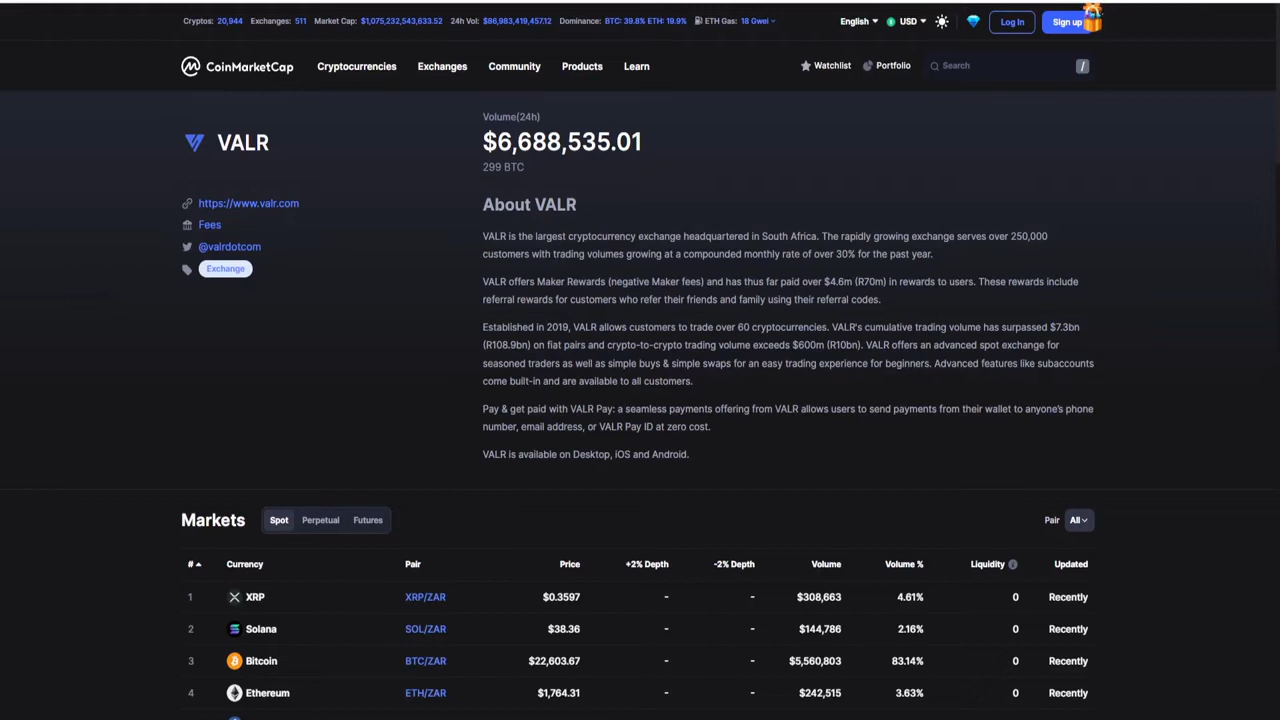 Cryptos: 20,944 Exchanges: 511 Market Cap: $1,075,232,543,633.52 24h Vol: $86,983,419,457.12 Dominance: BTC: 39.8% ETH: 19.9% ETH Gas: 18 Gwei English USD Log In Sign up
CoinMarketCap Cryptocurrencies Exchanges Community Products Learn Watchlist Portfolio Search /
VALR
https://www.valr.com
Fees
@valrdotcom
Exchange
Volume(24h)
$6,688,535.01
299 BTC
About VALR
VALR is the largest cryptocurrency exchange headquartered in South Africa. The rapidly growing exchange serves over 250,000
customers with trading volumes growing at a compounded monthly rate of over 30% for the past year.
VALR offers Maker Rewards (negative Maker fees) and has thus far paid over $4.6m (R70m) in rewards to users. These rewards include
referral rewards for customers who refer their friends and family using their referral codes.
Established in 2019, VALR allows customers to trade over 60 cryptocurrencies. VALR's cumulative trading volume has surpassed $7.3bn
(R108.9bn) on fiat pairs and crypto-to-crypto trading volume exceeds $600m (R10bn). VALR offers an advanced spot exchange for
seasoned traders as well as simple buys & simple swaps for an easy trading experience for beginners. Advanced features like subaccounts
come built-in and are available to all customers.
Pay & get paid with VALR Pay: a seamless payments offering from VALR allows users to send payments from their wallet to anyone's phone
number, email address, or VALR Pay ID at zero cost.
VALR is available on Desktop, iOS and Android.
Markets Spot Perpetual Futures Pair All
# Currency Pair Price +2% Depth -2% Depth Volume Volume % Liquidity Updated
1 XRP XRP/ZAR $0.3597 - - $308,663 4.61% 0 Recently
2 Solana SOL/ZAR $38.36 - - $144,786 2.16% 0 Recently
3 Bitcoin BTC/ZAR $22,603.67 - - $5,560,803 83.14% 0 Recently
4 Ethereum ETH/ZAR $1,764.31 - - $242,515 3.63% 0 Recently